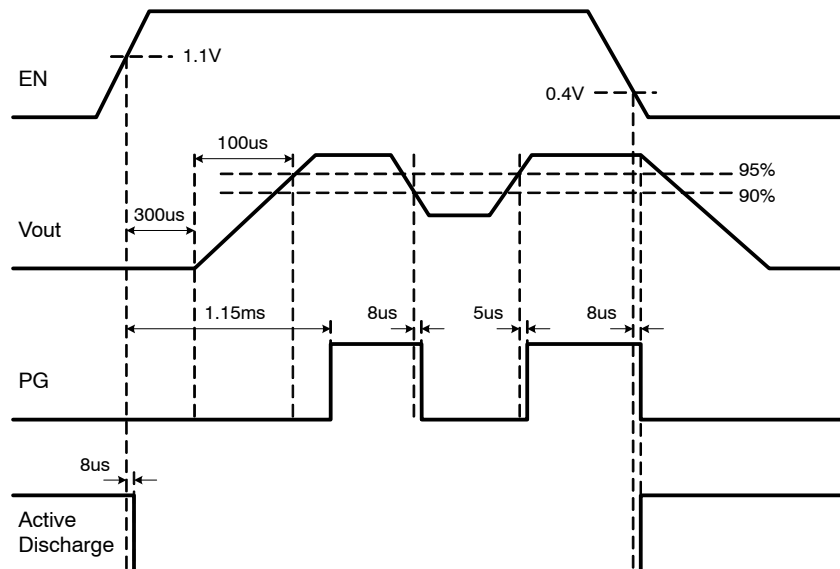 1.1V
EN
0.4V
100us
95%
90%
300us
Vout
1.15ms
8us
5us
8us
PG
8us
Active
Discharge